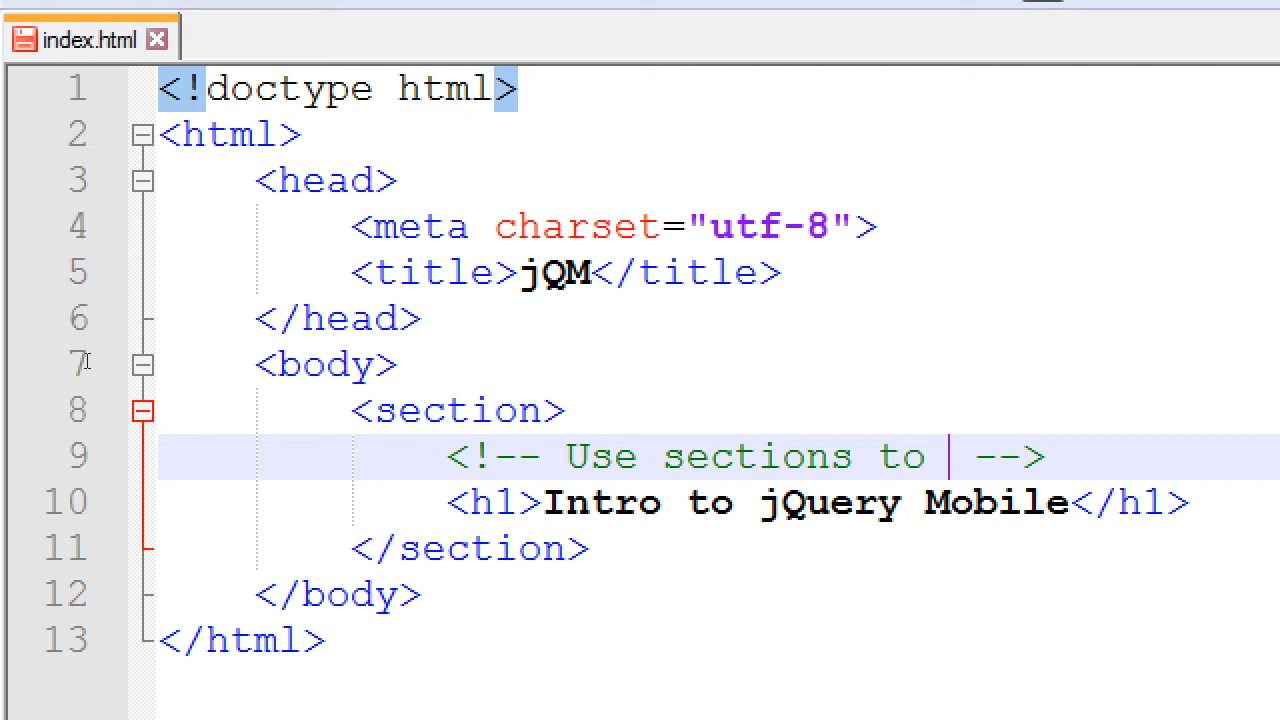 index.html
1 <!doctype html>
2 <html>
3 <head>
4 <meta charset="utf-8">
5 <title>jQM</title>
6 </head>
7 <body>
8 <section>
9 <!-- Use sections to  -->
10 <h1>Intro to jQuery Mobile</h1>
11 </section>
12 </body>
13 </html>